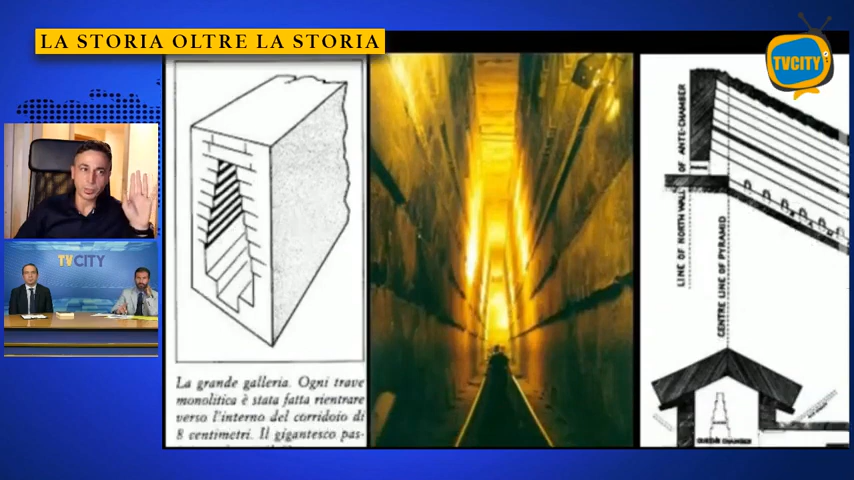 LA STORIA OLTRE LA STORIA
TVCITY
TVCITY
La grande galleria. Ogni trave
monolitica è stata fatta rientrare
verso l'interno del corridoio di
8 centimetri. Il gigantesco pas-
LINE OF NORTH WALL OF ANTE-CHAMBER
CENTRE LINE OF PYRAMID
QUEENS CHAMBER